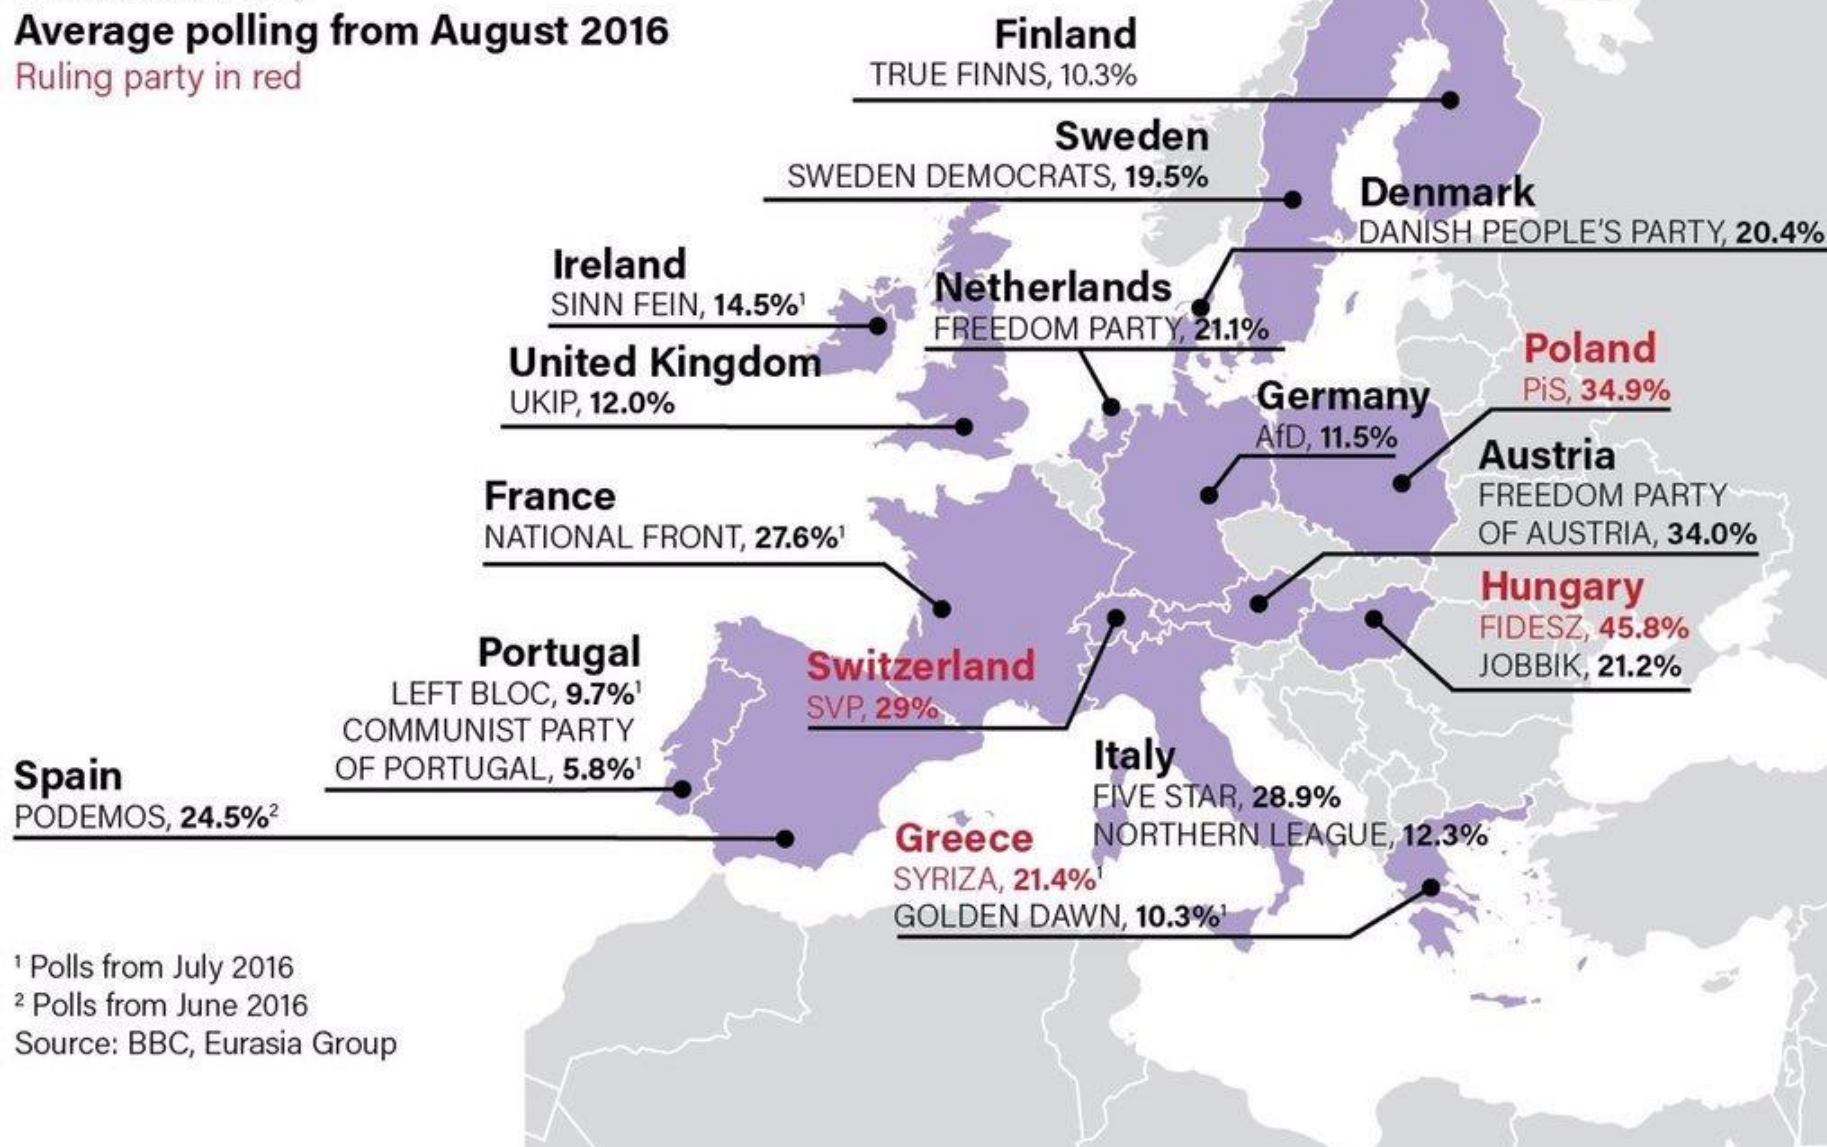 Average polling from August 2016
Ruling party in red
Finland
TRUE FINNS, 10.3%
Sweden
SWEDEN DEMOCRATS, 19.5%
Denmark
DANISH PEOPLE'S PARTY, 20.4%
Ireland
SINN FEIN, 14.5%¹
Netherlands
FREEDOM PARTY, 21.1%
United Kingdom
UKIP, 12.0%
Poland
PiS, 34.9%
Germany
AfD, 11.5%
Austria
FREEDOM PARTY
OF AUSTRIA, 34.0%
France
NATIONAL FRONT, 27.6%¹
Hungary
FIDESZ, 45.8%
JOBBIK, 21.2%
Portugal
LEFT BLOC, 9.7%¹
COMMUNIST PARTY
OF PORTUGAL, 5.8%¹
Switzerland
SVP, 29%
Spain
PODEMOS, 24.5%²
Italy
FIVE STAR, 28.9%
NORTHERN LEAGUE, 12.3%
Greece
SYRIZA, 21.4%¹
GOLDEN DAWN, 10.3%¹
¹ Polls from July 2016
² Polls from June 2016
Source: BBC, Eurasia Group